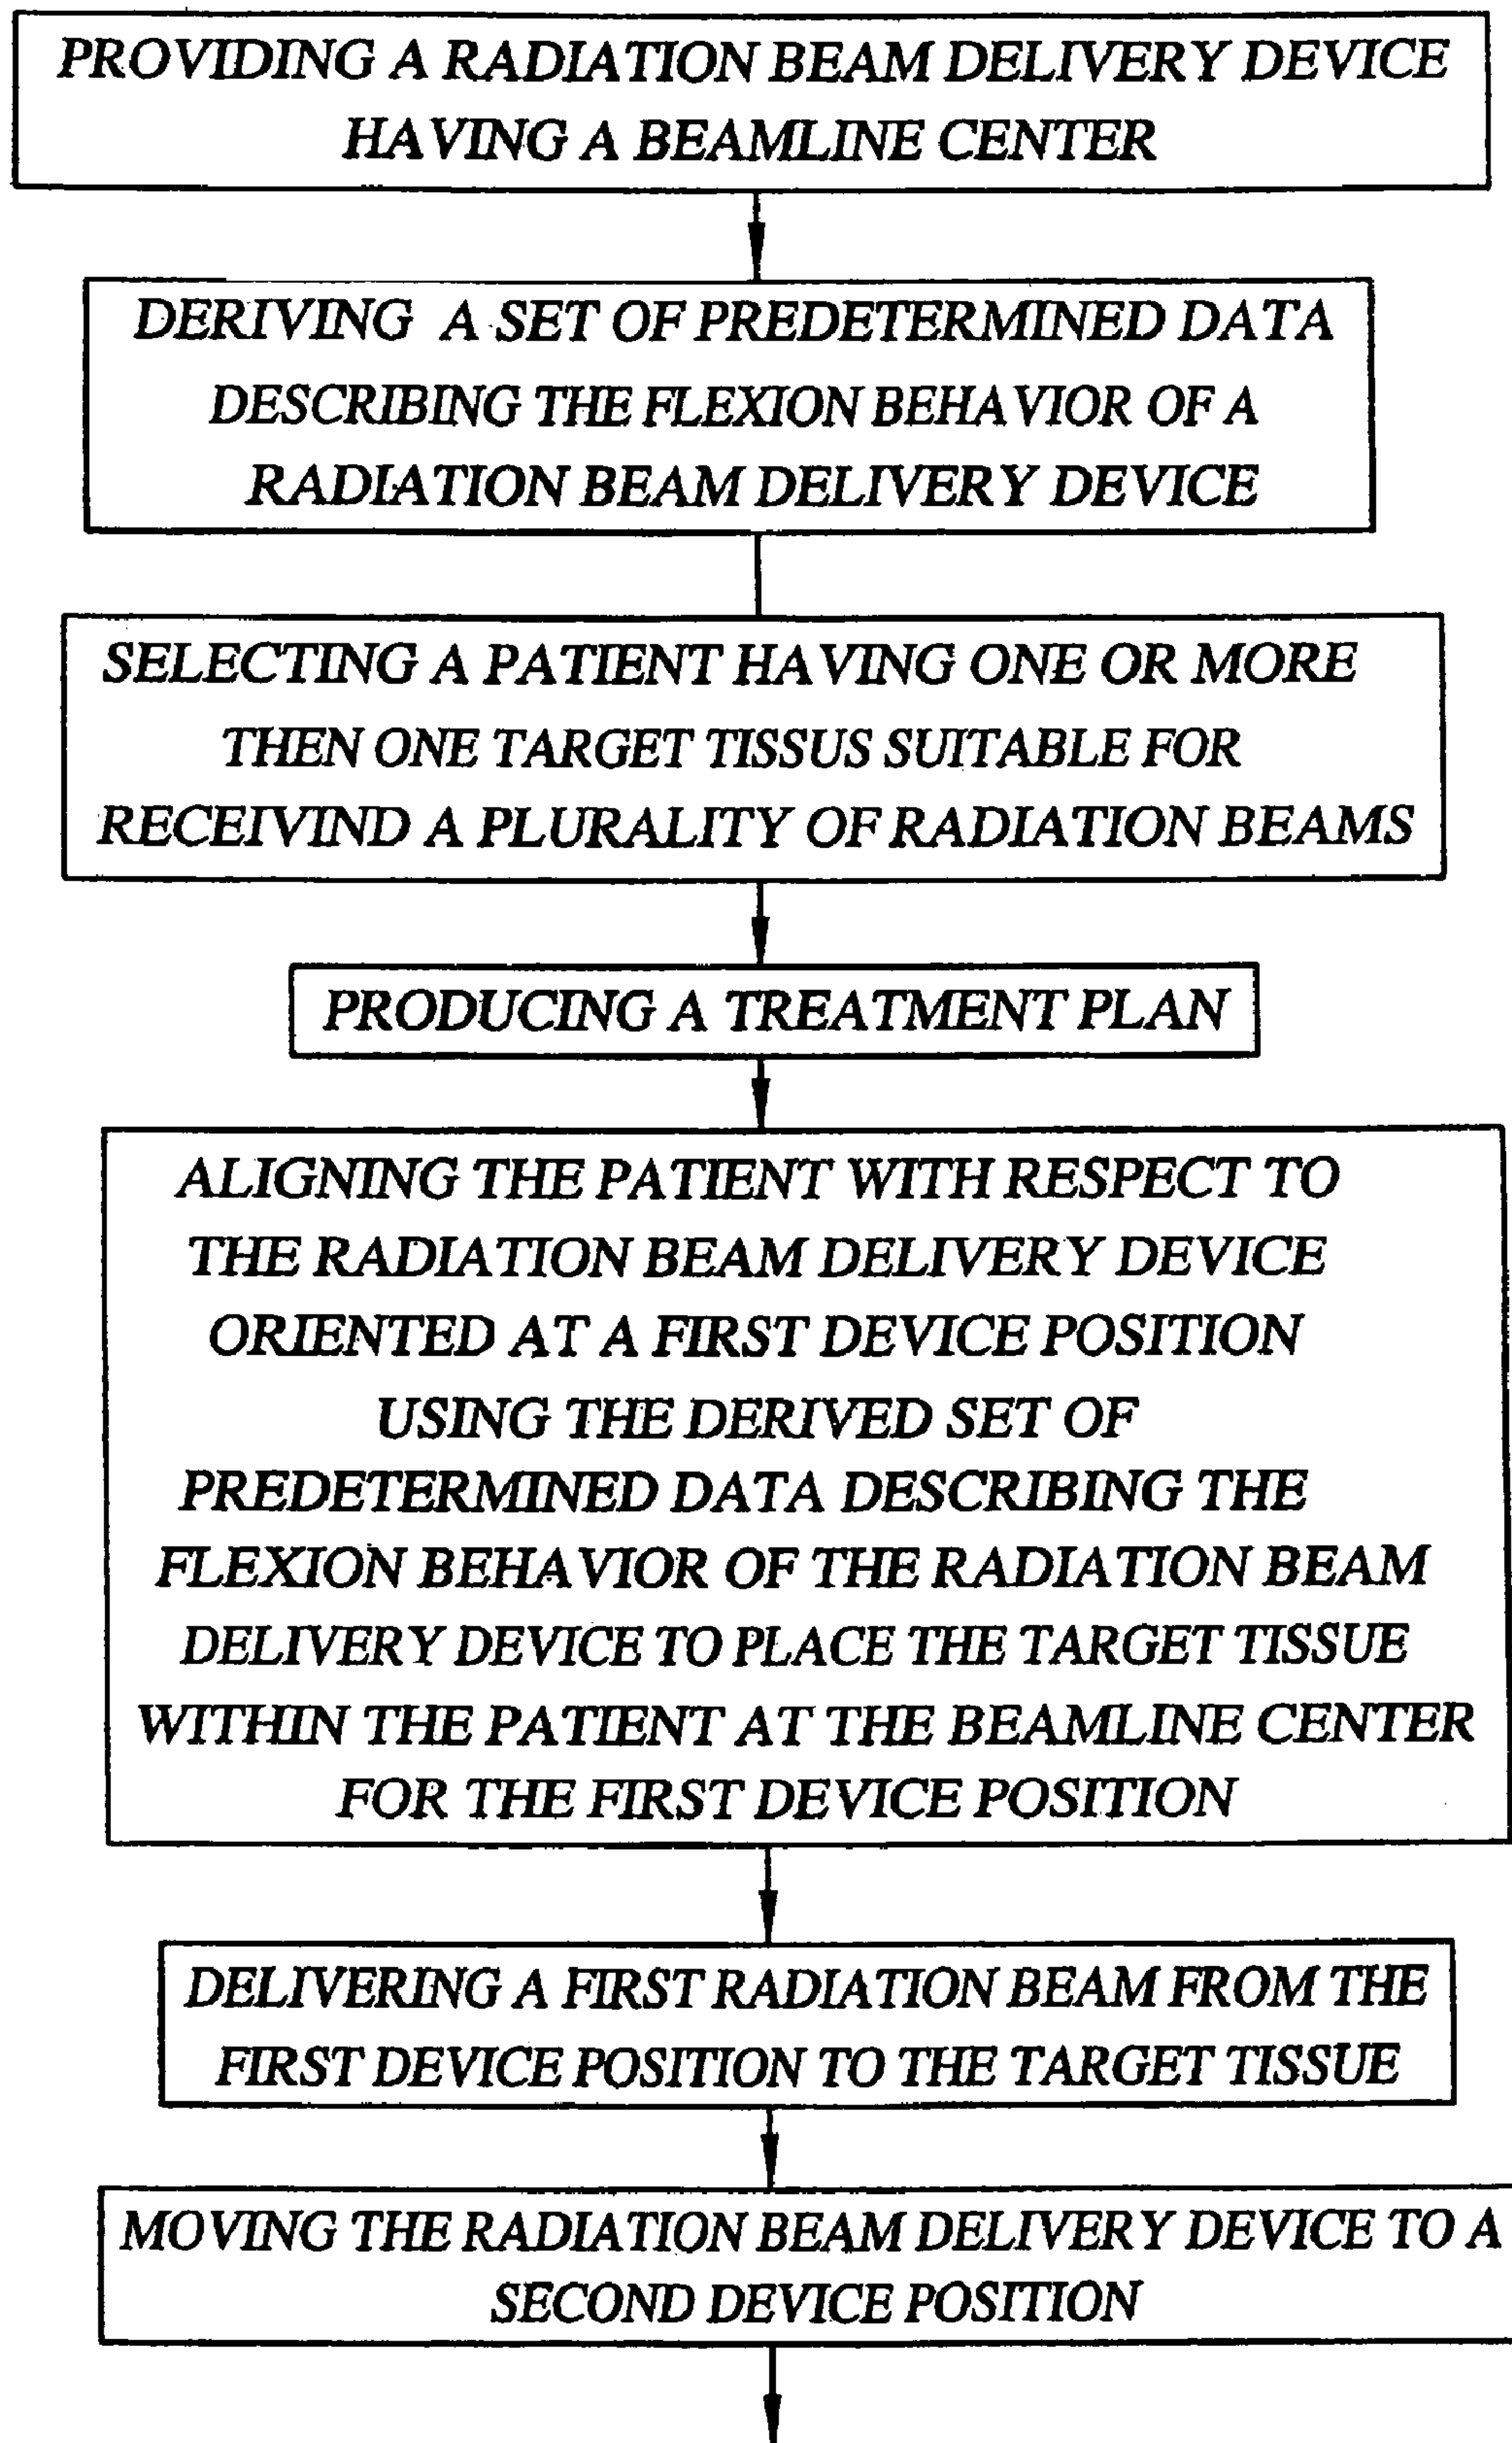 PROVIDING A RADIATION BEAM DELIVERY DEVICE
HAVING A BEAMLINE CENTER
DERIVING A SET OF PREDETERMINED DATA
DESCRIBING THE FLEXION BEHAVIOR OF A
RADIATION BEAM DELIVERY DEVICE
SELECTING A PATIENT HAVING ONE OR MORE
THEN ONE TARGET TISSUS SUITABLE FOR
RECEIVIND A PLURALITY OF RADIATION BEAMS
PRODUCING A TREATMENT PLAN
ALIGNING THE PATIENT WITH RESPECT TO
THE RADIATION BEAM DELIVERY DEVICE
ORIENTED AT A FIRST DEVICE POSITION
USING THE DERIVED SET OF
PREDETERMINED DATA DESCRIBING THE
FLEXION BEHAVIOR OF THE RADIATION BEAM
DELIVERY DEVICE TO PLACE THE TARGET TISSUE
WITHIN THE PATIENT AT THE BEAMLINE CENTER
FOR THE FIRST DEVICE POSITION
DELIVERING A FIRST RADIATION BEAM FROM THE
FIRST DEVICE POSITION TO THE TARGET TISSUE
MOVING THE RADIATION BEAM DELIVERY DEVICE TO A
SECOND DEVICE POSITION